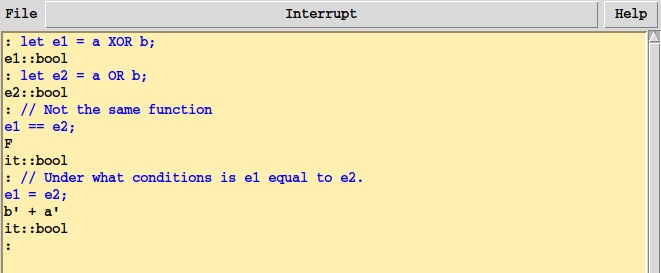 File Interrupt Help
: let e1 = a XOR b;
e1::bool
: let e2 = a OR b;
e2::bool
: // Not the same function
e1 == e2;
F
it::bool
: // Under what conditions is e1 equal to e2.
e1 = e2;
b' + a'
it::bool
: